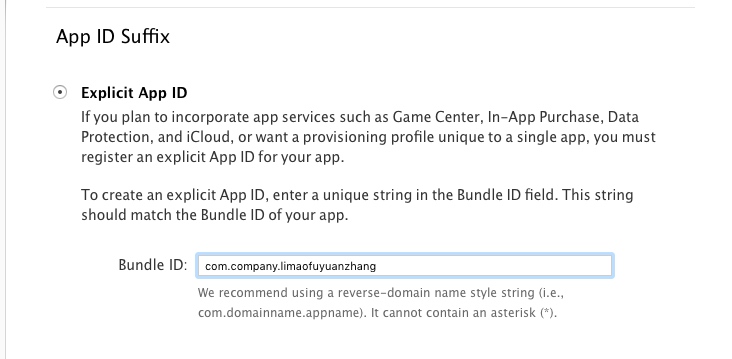 App ID Suffix
Explicit App ID
If you plan to incorporate app services such as Game Center, In-App Purchase, Data
Protection, and iCloud, or want a provisioning profile unique to a single app, you must
register an explicit App ID for your app.
To create an explicit App ID, enter a unique string in the Bundle ID field. This string
should match the Bundle ID of your app.
Bundle ID: com.company.limaofuyuanzhang
We recommend using a reverse-domain name style string (i.e.,
com.domainname.appname). It cannot contain an asterisk (*).